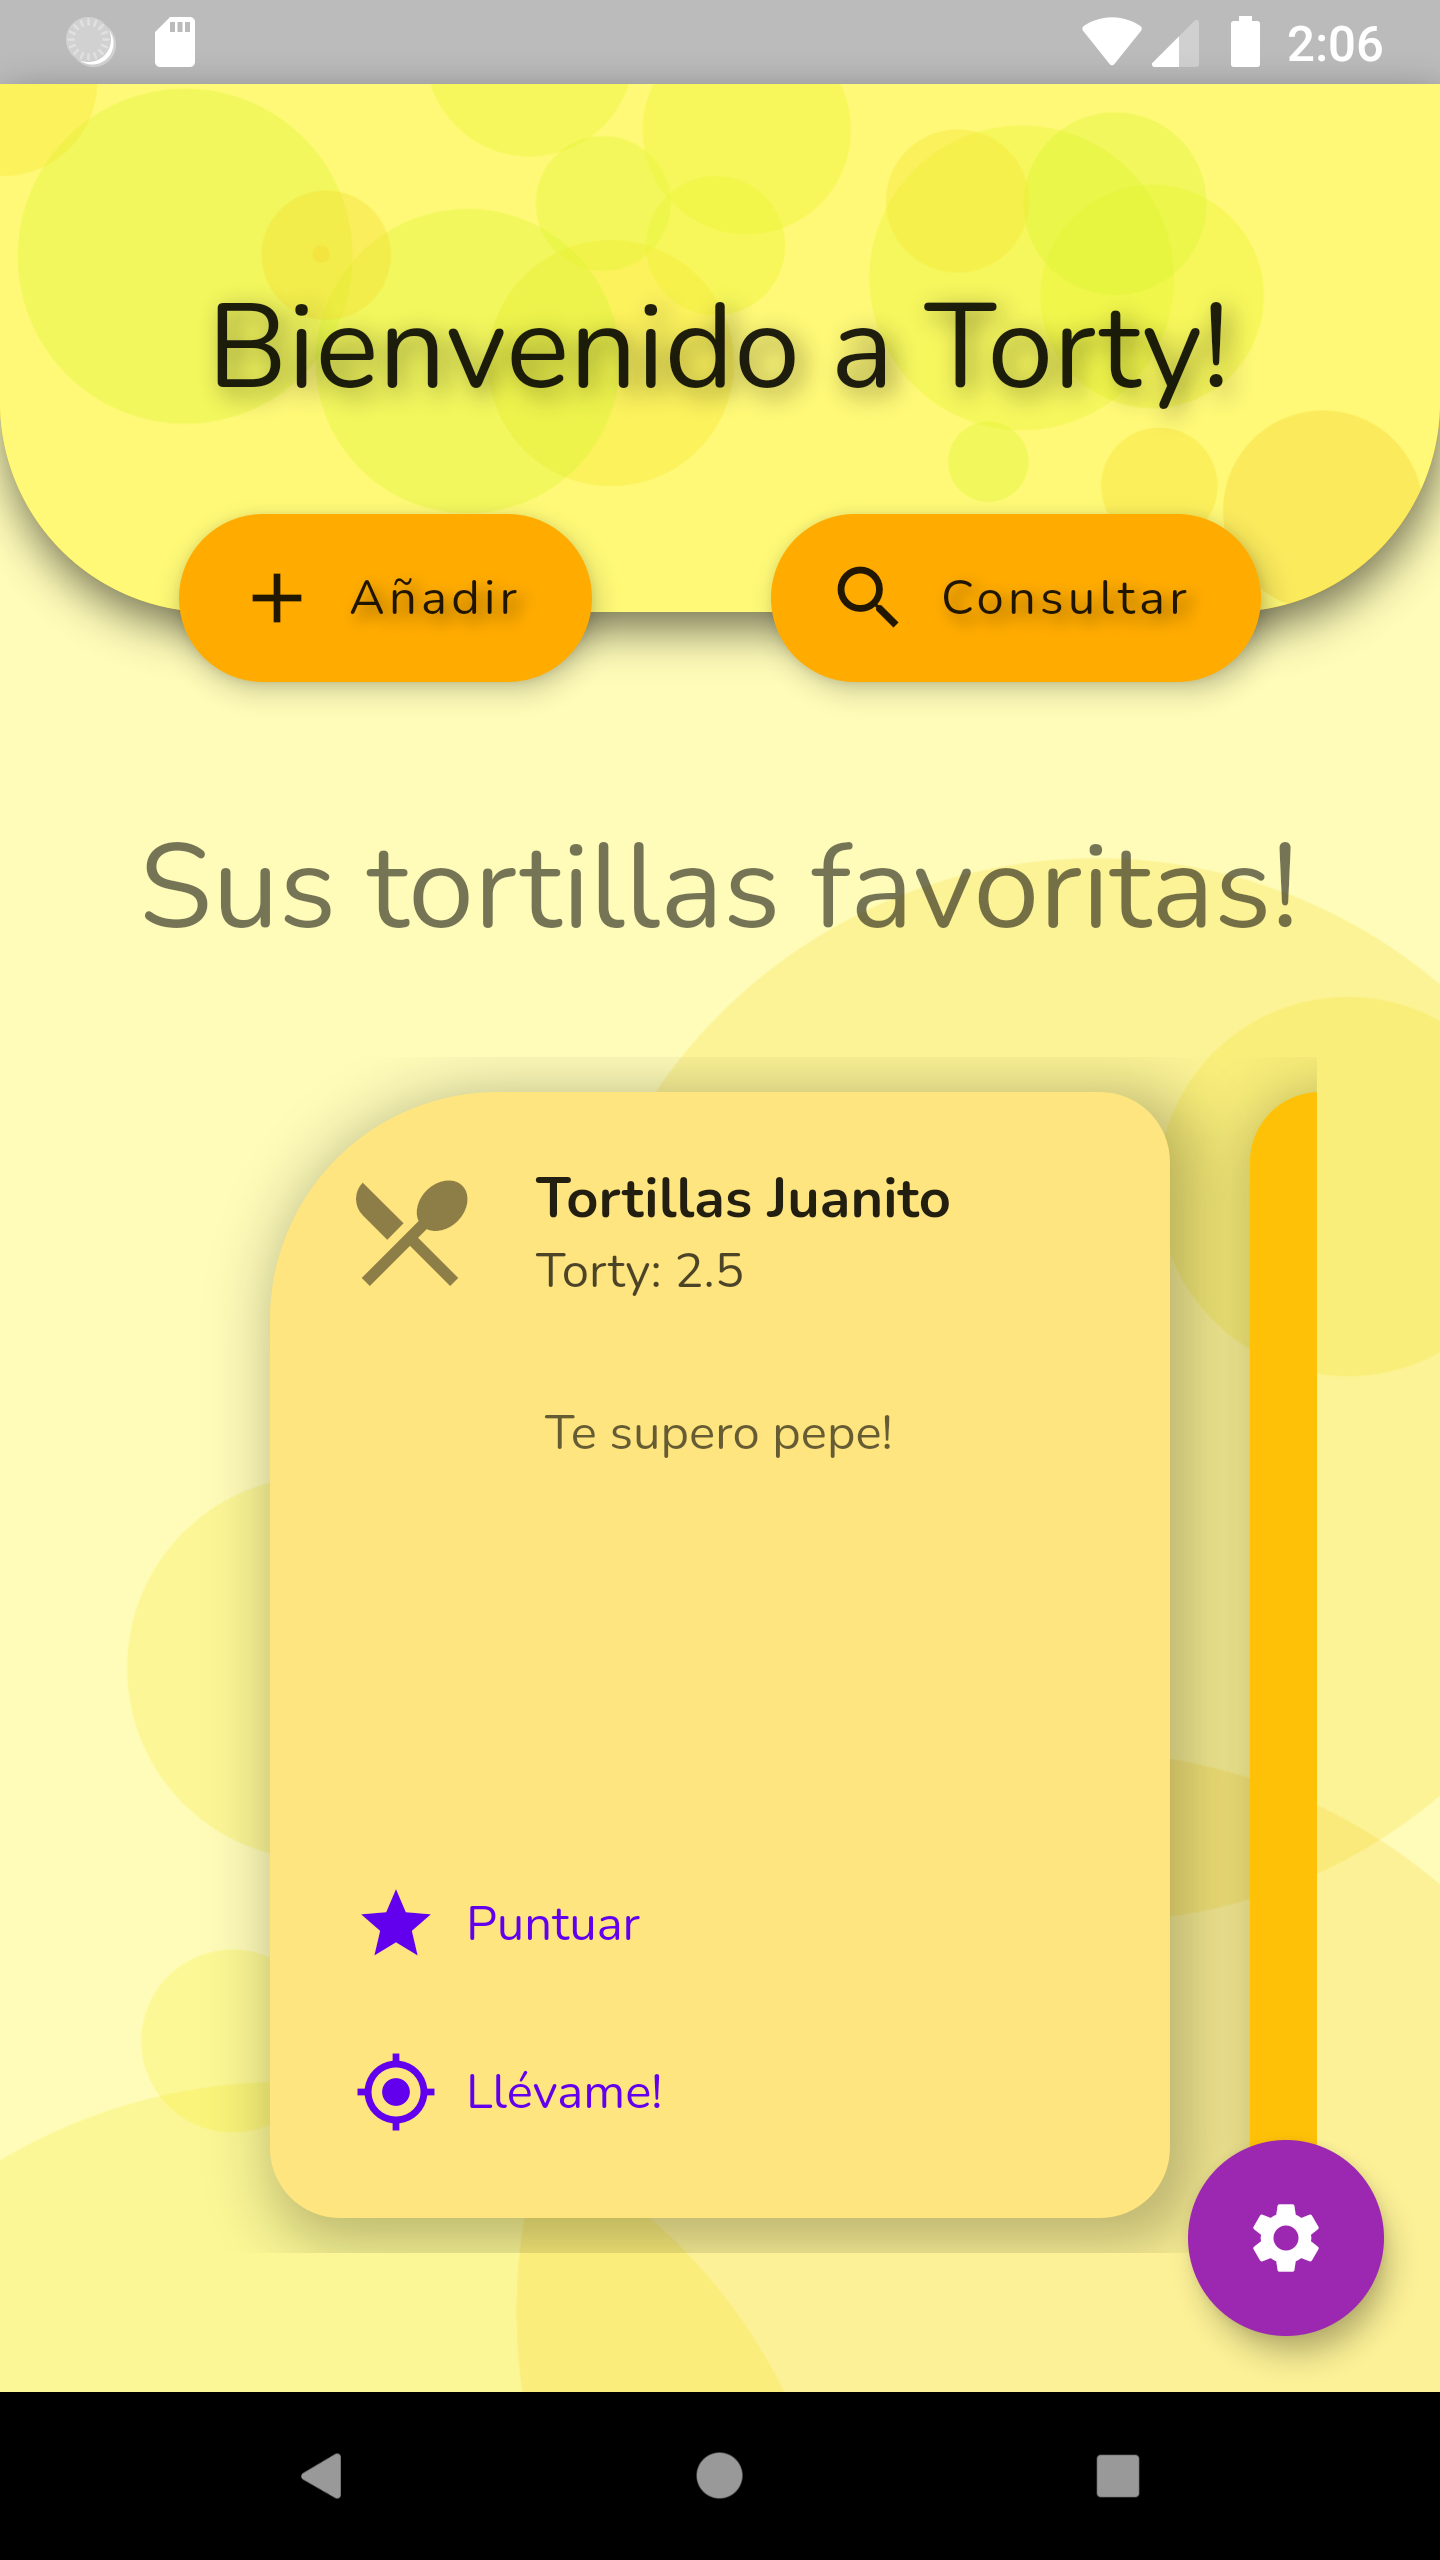 2:06
Bienvenido a Torty!
Añadir
Consultar
Sus tortillas favoritas!
Tortillas Juanito
Torty: 2.5
Te supero pepe!
Puntuar
Llévame!